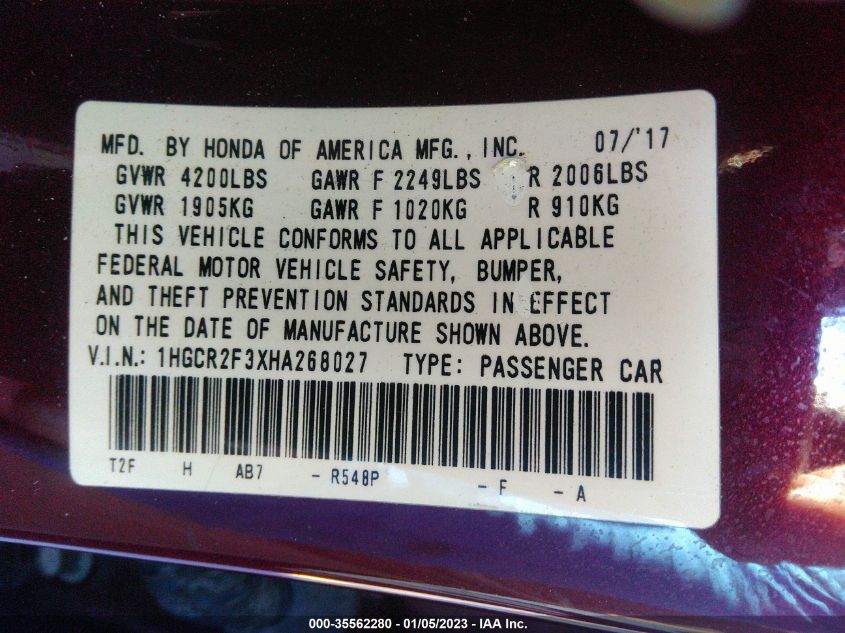 MFD. BY HONDA OF AMERICA MFG., INC. 07/'17
GVWR 4200LBS GAWR F 2249LBS R 2006LBS
GVWR 1905KG GAWR F 1020KG R 910KG
THIS VEHICLE CONFORMS TO ALL APPLICABLE
FEDERAL MOTOR VEHICLE SAFETY, BUMPER,
AND THEFT PREVENTION STANDARDS IN EFFECT
ON THE DATE OF MANUFACTURE SHOWN ABOVE.
V.I.N.: 1HGCR2F3XHA268027 TYPE: PASSENGER CAR
T2F H AB7 - R548P - F - A
000-35562280 - 01/05/2023 - IAA Inc.